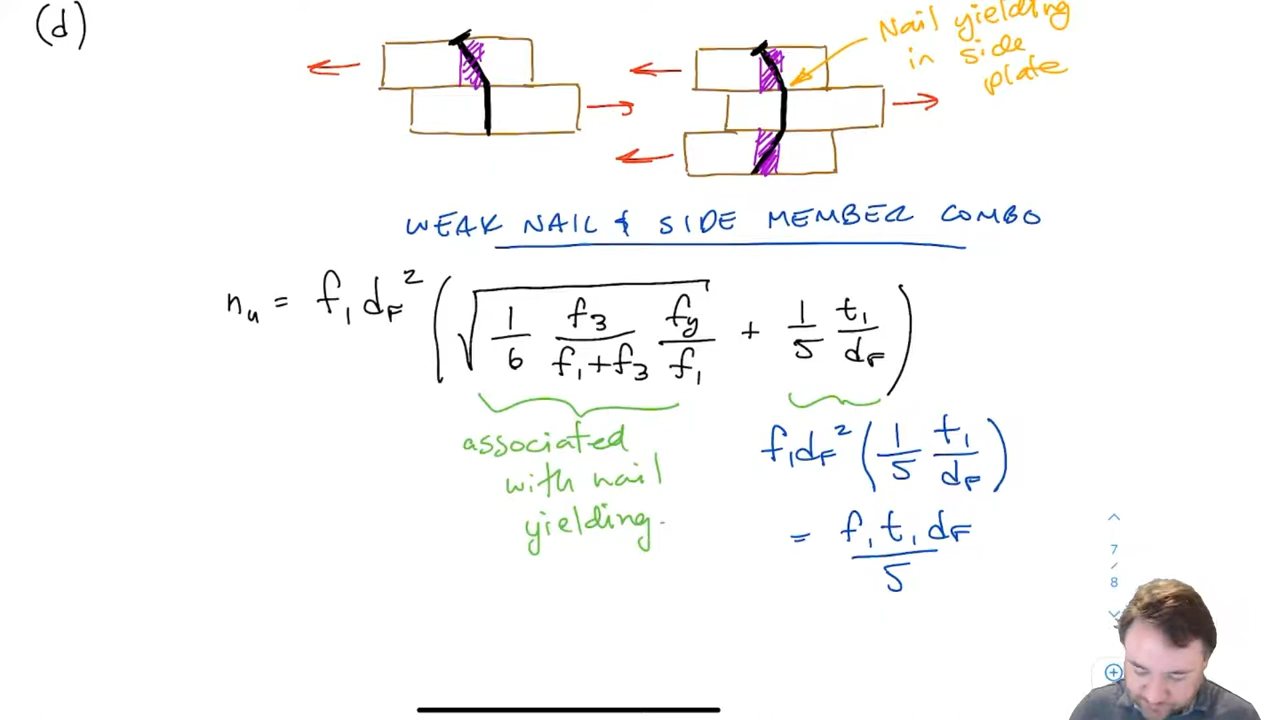 (d)
Nail yielding
in side
plate
WEAK NAIL & SIDE MEMBER COMBO
n_u = f_1 d_F^2 ( √(1/6 f_3/(f_1+f_3) f_y/f_1) + 1/5 t_1/d_F )
associated
with nail
yielding.
f_1 d_F^2 ( 1/5 t_1/d_F )
= f_1 t_1 d_F / 5
7
/
8